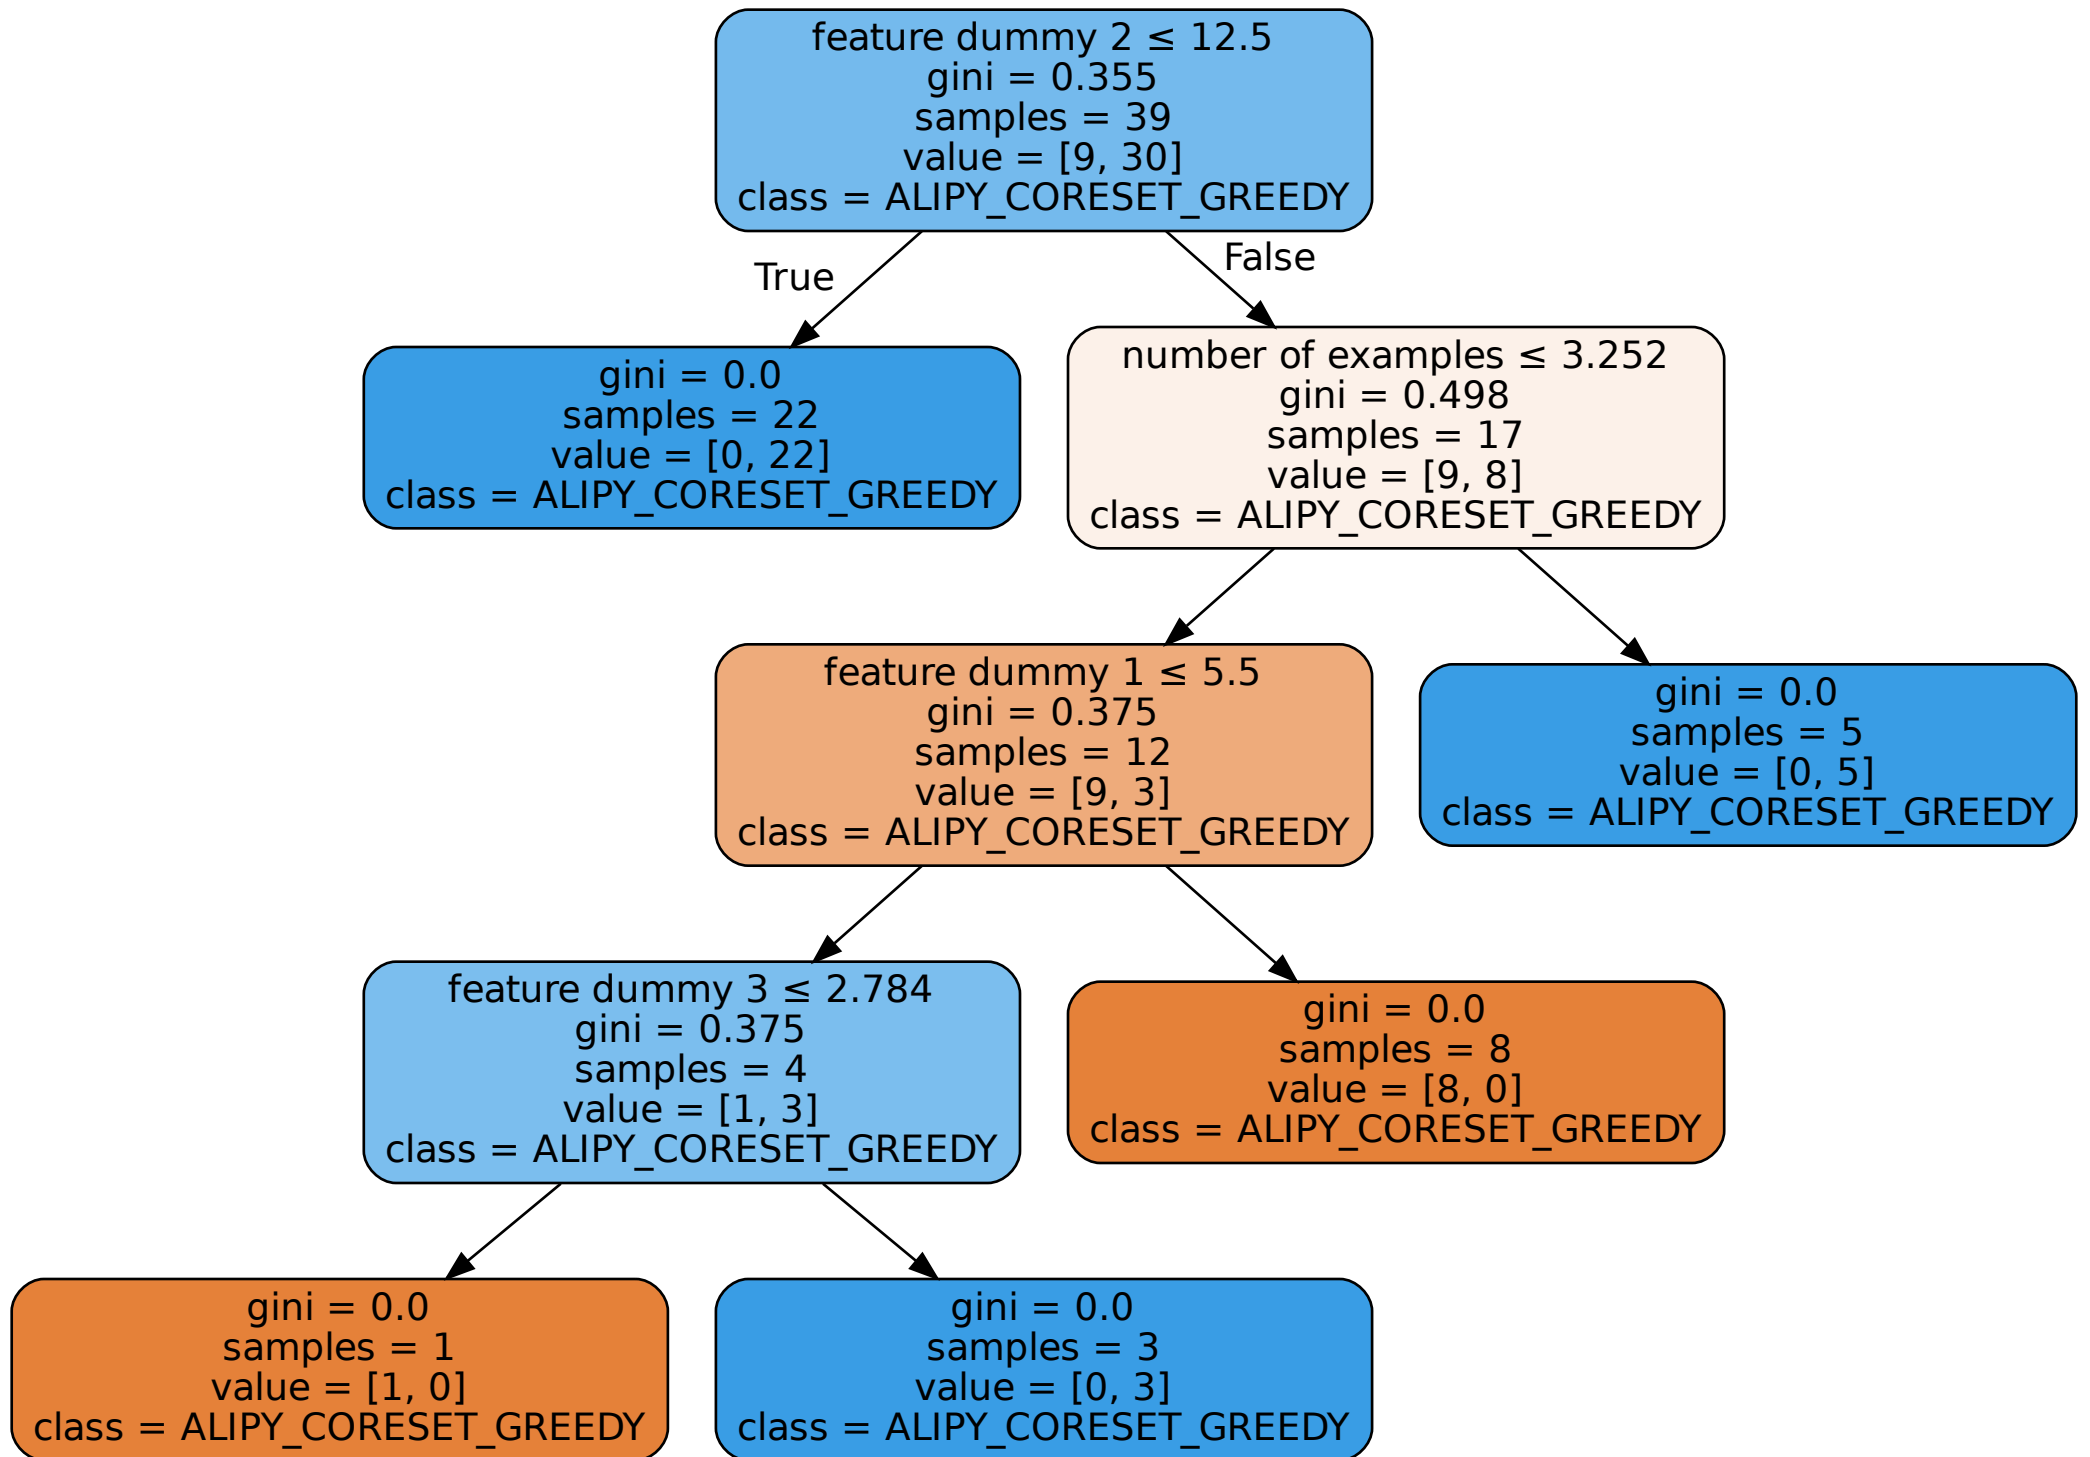 feature dummy 2 ≤ 12.5
gini = 0.355
samples = 39
value = [9, 30]
class = ALIPY_CORESET_GREEDY
True
False
gini = 0.0
samples = 22
value = [0, 22]
class = ALIPY_CORESET_GREEDY
number of examples ≤ 3.252
gini = 0.498
samples = 17
value = [9, 8]
class = ALIPY_CORESET_GREEDY
feature dummy 1 ≤ 5.5
gini = 0.375
samples = 12
value = [9, 3]
class = ALIPY_CORESET_GREEDY
gini = 0.0
samples = 5
value = [0, 5]
class = ALIPY_CORESET_GREEDY
feature dummy 3 ≤ 2.784
gini = 0.375
samples = 4
value = [1, 3]
class = ALIPY_CORESET_GREEDY
gini = 0.0
samples = 8
value = [8, 0]
class = ALIPY_CORESET_GREEDY
gini = 0.0
samples = 1
value = [1, 0]
class = ALIPY_CORESET_GREEDY
gini = 0.0
samples = 3
value = [0, 3]
class = ALIPY_CORESET_GREEDY